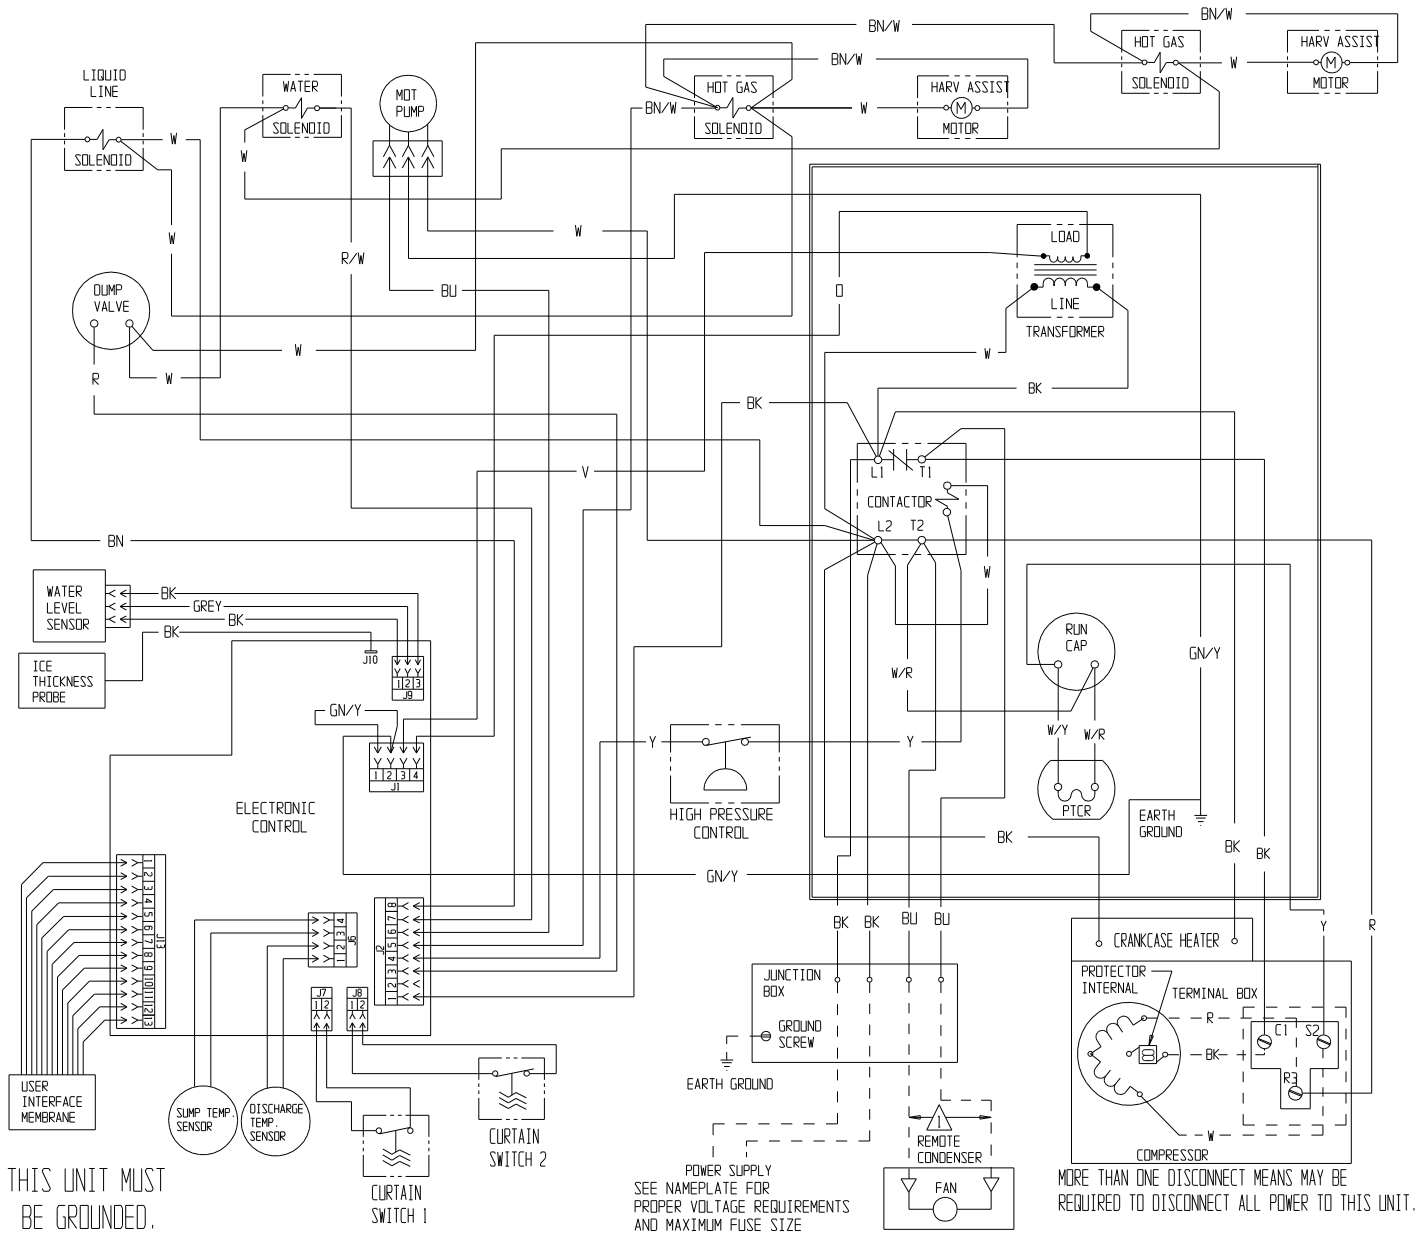 BN/W
BN/W
HOT GAS
SOLENOID
W
HARV ASSIST
M
MOTOR
BN/W
HOT GAS
SOLENOID
BN/W
W
HARV ASSIST
M
MOTOR
LIQUID
LINE
SOLENOID
W
WATER
SOLENOID
W
MOT
PUMP
W
W
R/W
BU
O
LOAD
LINE
TRANSFORMER
DUMP
VALVE
R
W
W
W
BK
BK
V
L1
T1
CONTACTOR
L2
T2
W
BN
WATER
LEVEL
SENSOR
BK
GREY
BK
BK
J10
1 2 3
J9
ICE
THICKNESS
PROBE
RUN
CAP
GN/Y
W/R
W/Y
W/R
PTCR
GN/Y
1 2 3 4
J1
ELECTRONIC
CONTROL
Y
Y
HIGH PRESSURE
CONTROL
EARTH
GROUND
BK
BK
BK
GN/Y
1 2 3 4 5 6 7 8 9 10 11 12 13
J13
4 3 2 1
J6
8 7 6 5 4 3 2 1
J2
J7
1 2
J8
1 2
BK
BK
BU
BU
Y
R
JUNCTION
BOX
GROUND
SCREW
EARTH GROUND
CRANKCASE HEATER
PROTECTOR
INTERNAL
TERMINAL BOX
R
BK
W
C1
S2
R3
COMPRESSOR
USER
INTERFACE
MEMBRANE
SUMP TEMP.
SENSOR
DISCHARGE
TEMP.
SENSOR
CURTAIN
SWITCH 1
CURTAIN
SWITCH 2
1
REMOTE
CONDENSER
FAN
POWER SUPPLY
SEE NAMEPLATE FOR
PROPER VOLTAGE REQUIREMENTS
AND MAXIMUM FUSE SIZE
THIS UNIT MUST
BE GROUNDED.
MORE THAN ONE DISCONNECT MEANS MAY BE
REQUIRED TO DISCONNECT ALL POWER TO THIS UNIT.